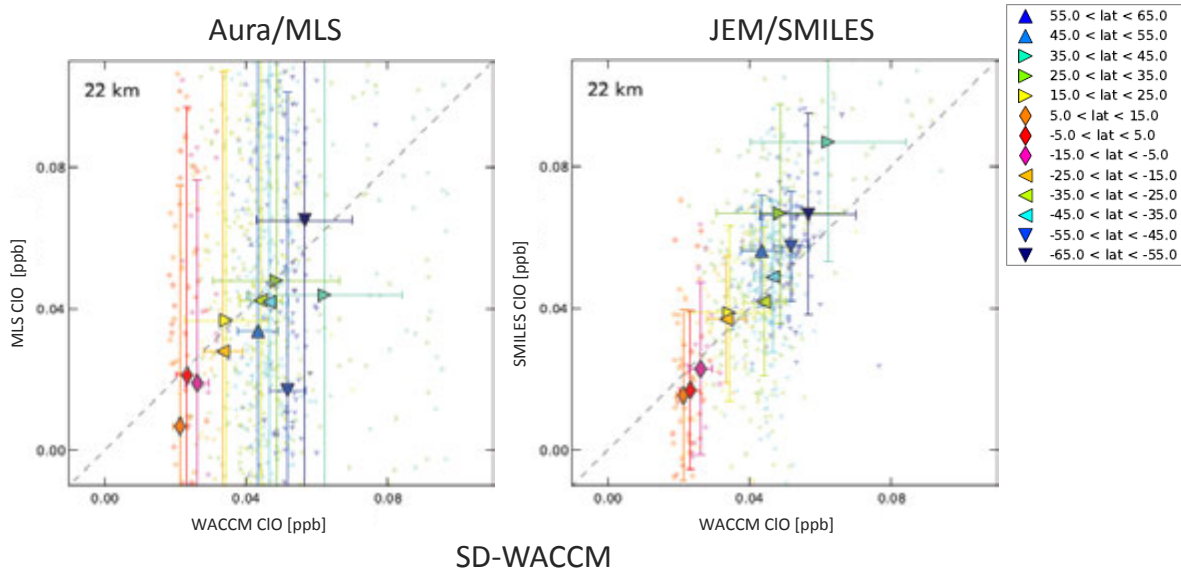 Aura/MLS
JEM/SMILES
22 km
22 km
0.08
0.04
0.00
0.08
0.04
0.00
MLS ClO [ppb]
SMILES ClO [ppb]
0.00 0.04 0.08
0.00 0.04 0.08
WACCM ClO [ppb]
WACCM ClO [ppb]
SD-WACCM
55.0 < lat < 65.0
45.0 < lat < 55.0
35.0 < lat < 45.0
25.0 < lat < 35.0
15.0 < lat < 25.0
5.0 < lat < 15.0
-5.0 < lat < 5.0
-15.0 < lat < -5.0
-25.0 < lat < -15.0
-35.0 < lat < -25.0
-45.0 < lat < -35.0
-55.0 < lat < -45.0
-65.0 < lat < -55.0